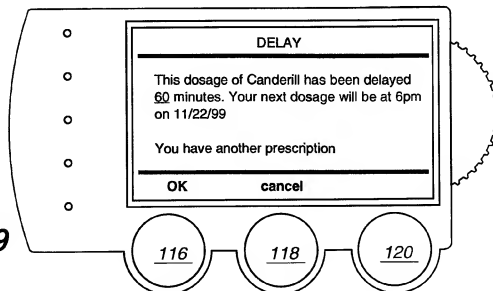 DELAY
This dosage of Canderill has been delayed
60 minutes. Your next dosage will be at 6pm
on 11/22/99
You have another prescription
OK cancel
9
116 118 120